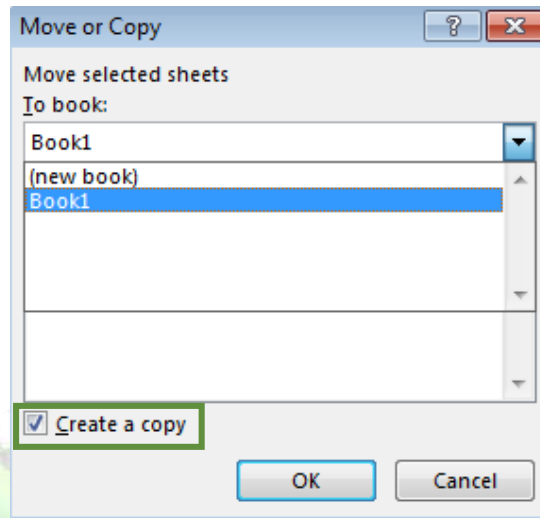 Move or Copy
Move selected sheets
To book:
Book1
(new book)
Book1
Create a copy
OK Cancel